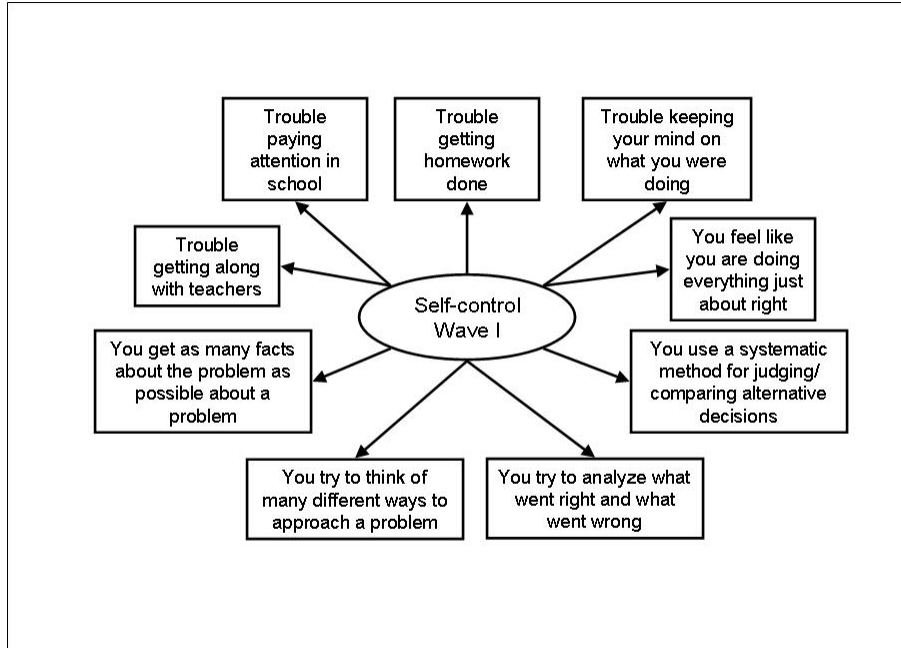 Trouble
paying
attention in
school
Trouble
getting
homework
done
Trouble keeping
your mind on
what you were
doing
Trouble
getting along
with teachers
You feel like
you are doing
everything just
about right
Self-control
Wave I
You get as many facts
about the problem as
possible about a
problem
You use a systematic
method for judging/
comparing alternative
decisions
You try to think of
many different ways to
approach a problem
You try to analyze what
went right and what
went wrong